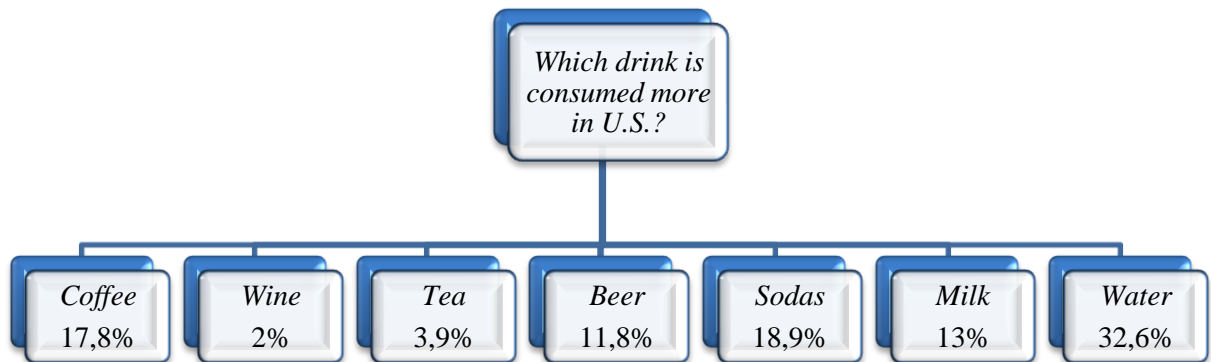 Which drink is
consumed more
in U.S.?
Coffee
17,8%
Wine
2%
Tea
3,9%
Beer
11,8%
Sodas
18,9%
Milk
13%
Water
32,6%